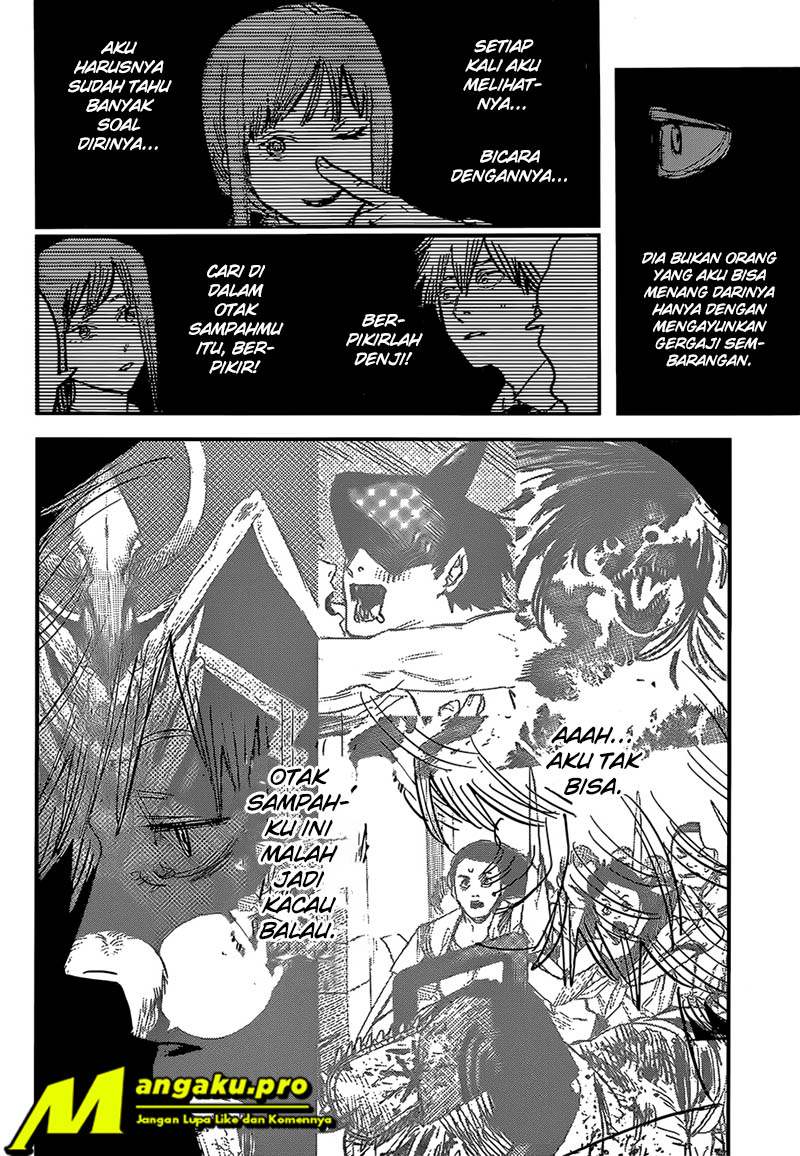 DIA BUKAN ORANG
YANG AKU BISA
MENANG DARINYA
HANYA DENGAN
MENGAYUNKAN
GERGAJI SEM-
BARANGAN.
SETIAP
KALI AKU
MELIHAT-
NYA...
BICARA
DENGANNYA...
AKU
HARUSNYA
SUDAH TAHU
BANYAK
SOAL
DIRINYA...
BER-
PIKIRLAH
DENJI!
CARI DI
DALAM
OTAK
SAMPAHMU
ITU, BER-
PIKIR!
AAAH...
AKU TAK
BISA.
OTAK
SAMPAH-
KU INI
MALAH
JADI
KACAU
BALAU.
Mangaku.pro
Jangan Lupa Like dan Komennya